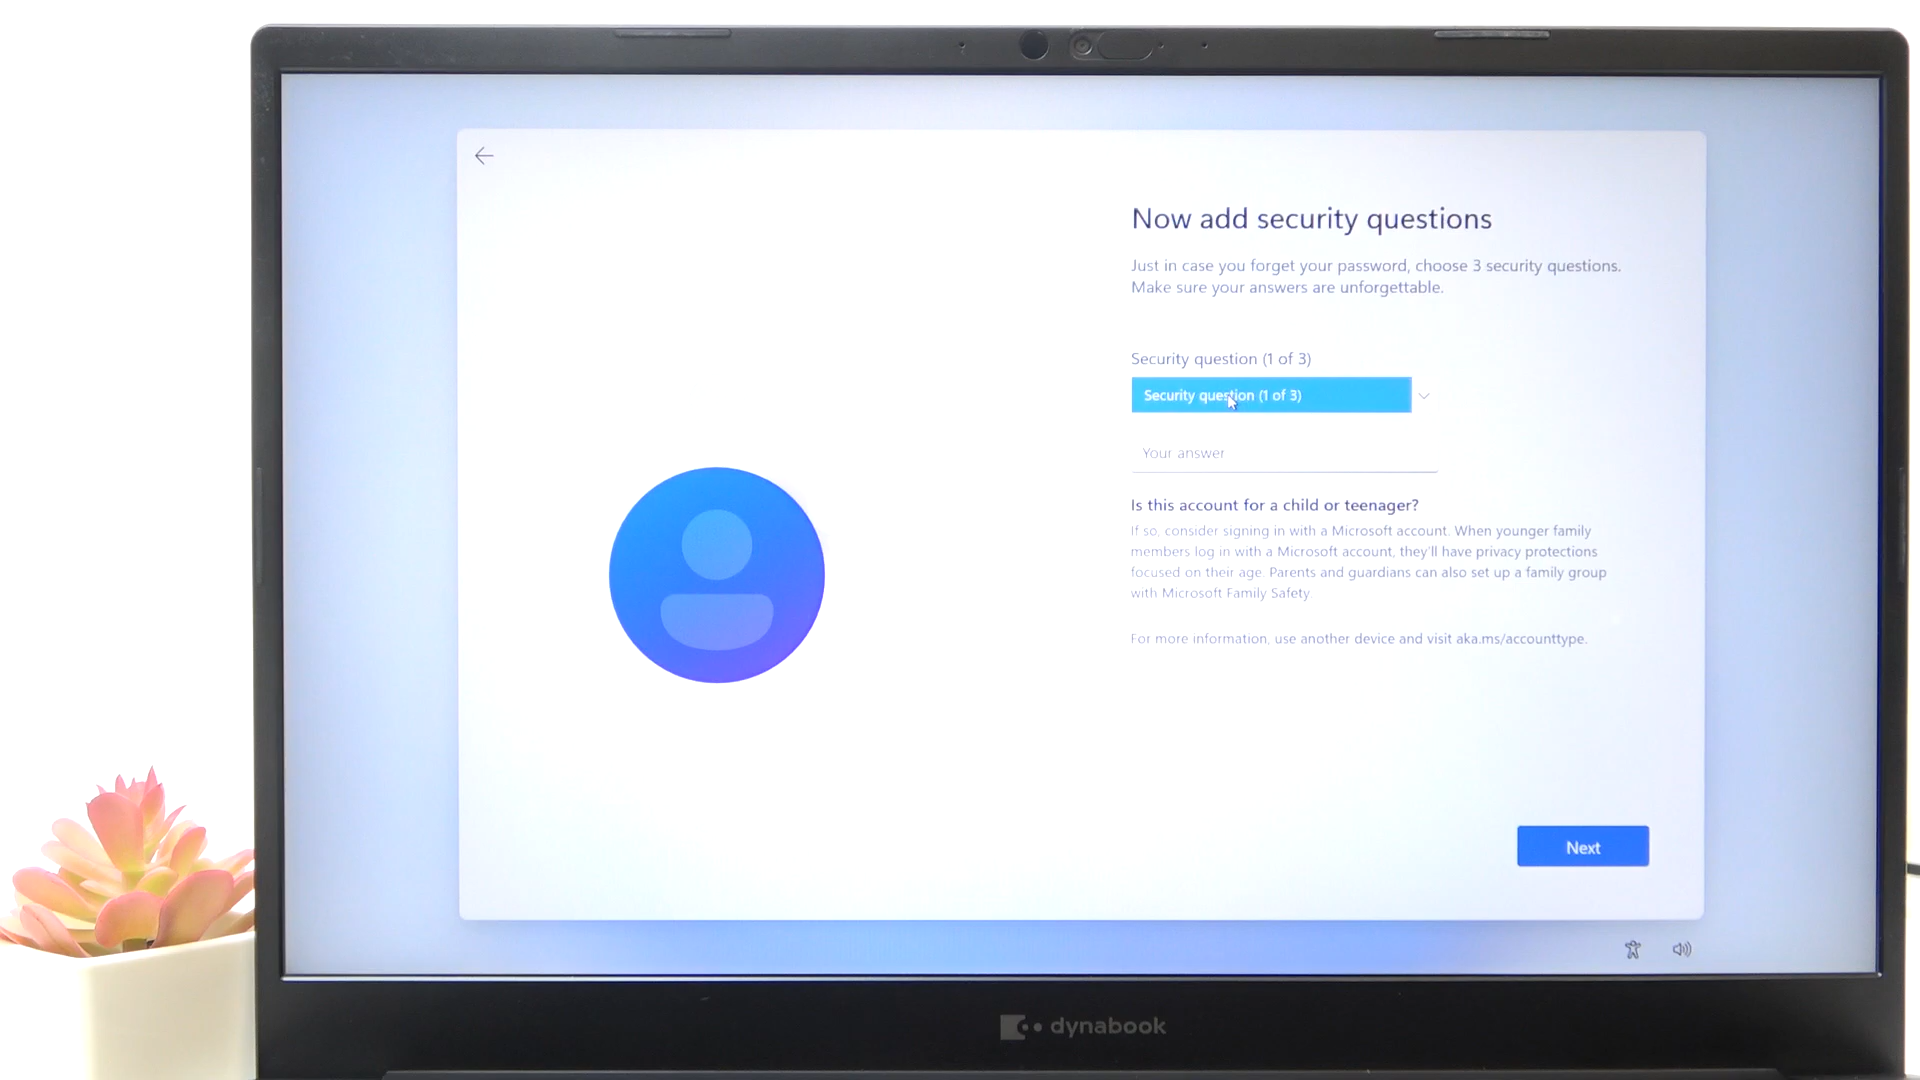 Now add security questions
Just in case you forget your password, choose 3 security questions.
Make sure your answers are unforgettable.
Security question (1 of 3)
Security question (1 of 3)
Your answer
Is this account for a child or teenager?
If so, consider signing in with a Microsoft account. When younger family
members log in with a Microsoft account, they'll have privacy protections
focused on their age. Parents and guardians can also set up a family group
with Microsoft Family Safety.
For more information, use another device and visit aka.ms/accounttype.
Next
dynabook